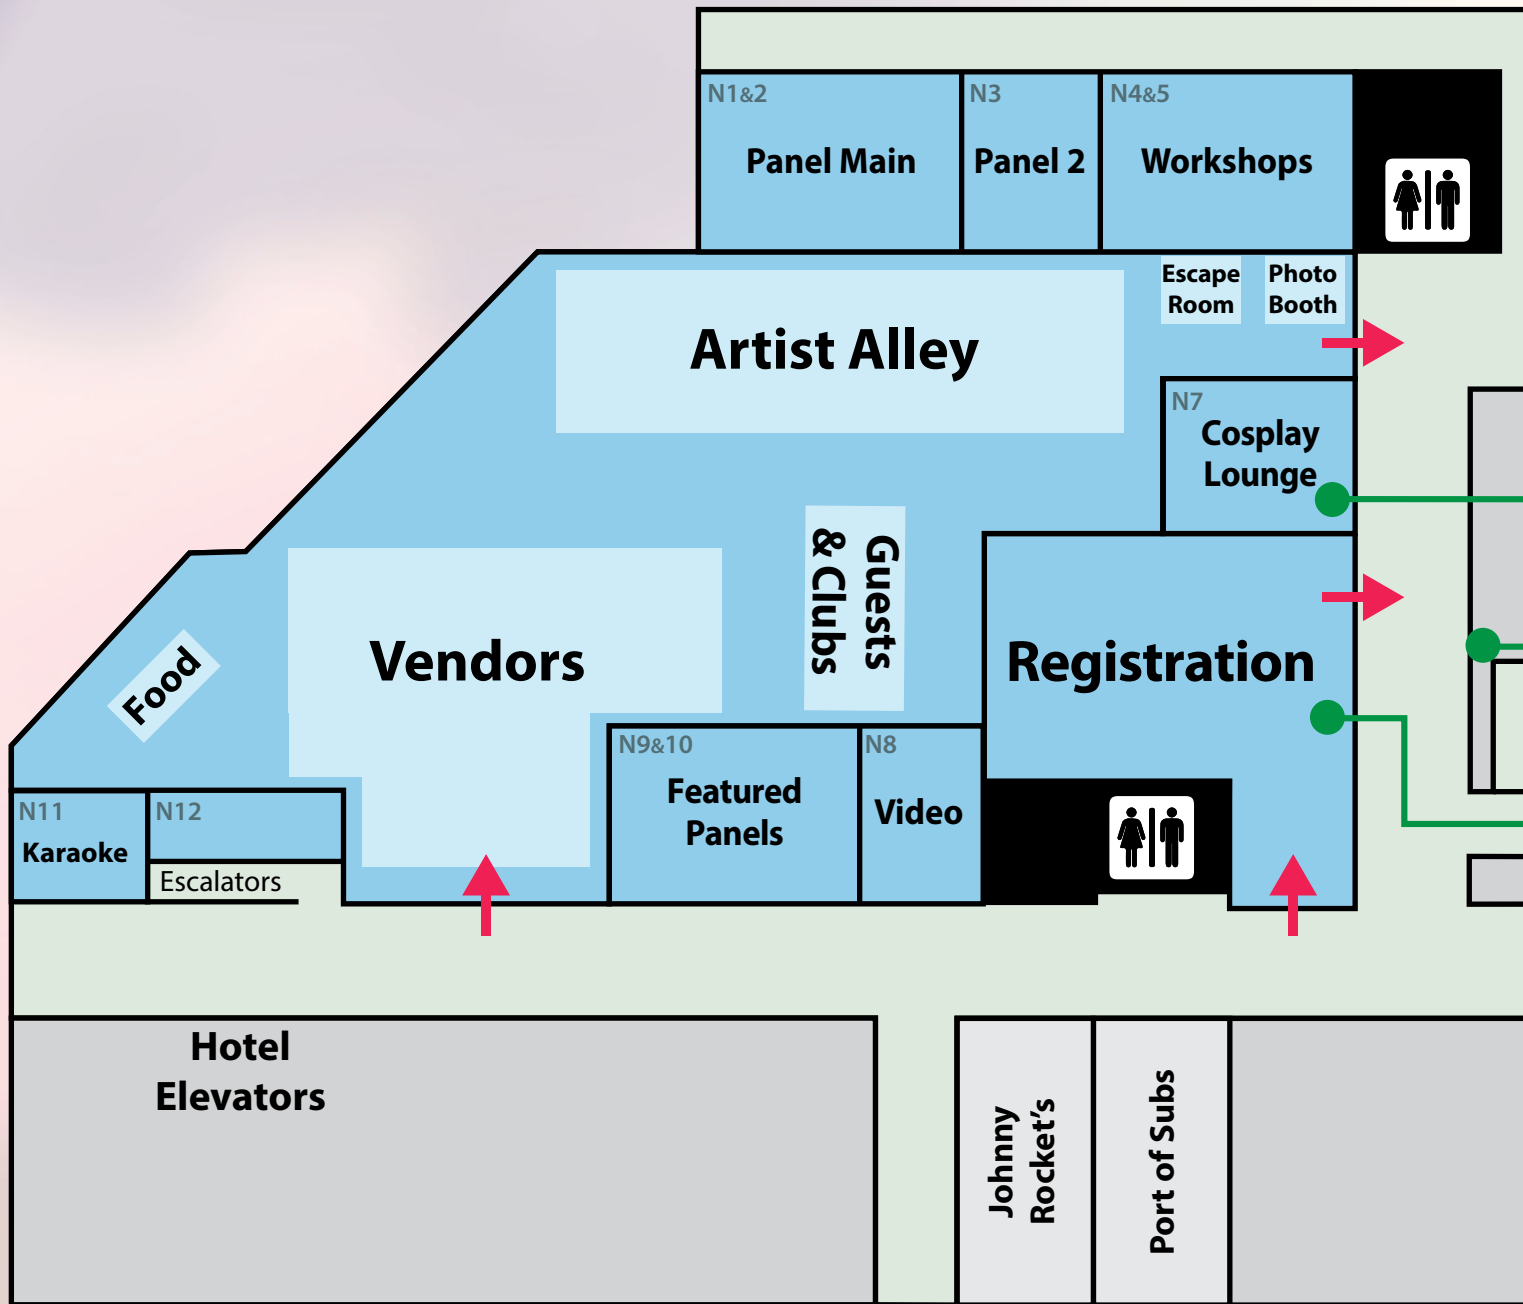 N1&2
Panel Main
N3
Panel 2
N4&5
Workshops
Escape
Room
Photo
Booth
Artist Alley
N7
Cosplay
Lounge
Guests
& Clubs
Vendors
Registration
Food
N9&10
Featured
Panels
N8
Video
N11
Karaoke
N12
Escalators
Hotel
Elevators
Johnny
Rocket's
Port of Subs